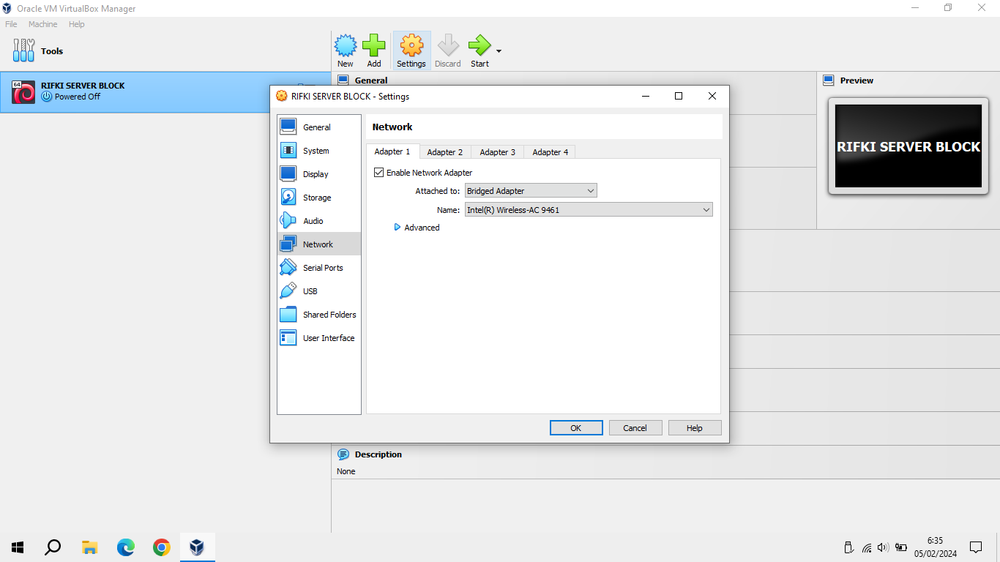 Oracle VM VirtualBox Manager
File Machine Help
Tools
New Add Settings Discard Start
64
RIFKI SERVER BLOCK
Powered Off
General
Preview
RIFKI SERVER BLOCK
RIFKI SERVER BLOCK - Settings
General
System
Display
Storage
Audio
Network
Serial Ports
USB
Shared Folders
User Interface
Network
Adapter 1 Adapter 2 Adapter 3 Adapter 4
Enable Network Adapter
Attached to: Bridged Adapter
Name: Intel(R) Wireless-AC 9461
Advanced
OK Cancel Help
Description
None
6:35
05/02/2024